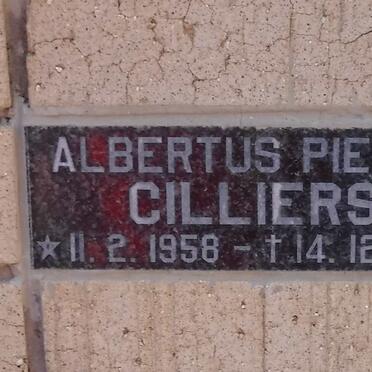 ALBERTUS PIE
CILLIERS
★ 11. 2. 1958 – † 14. 12